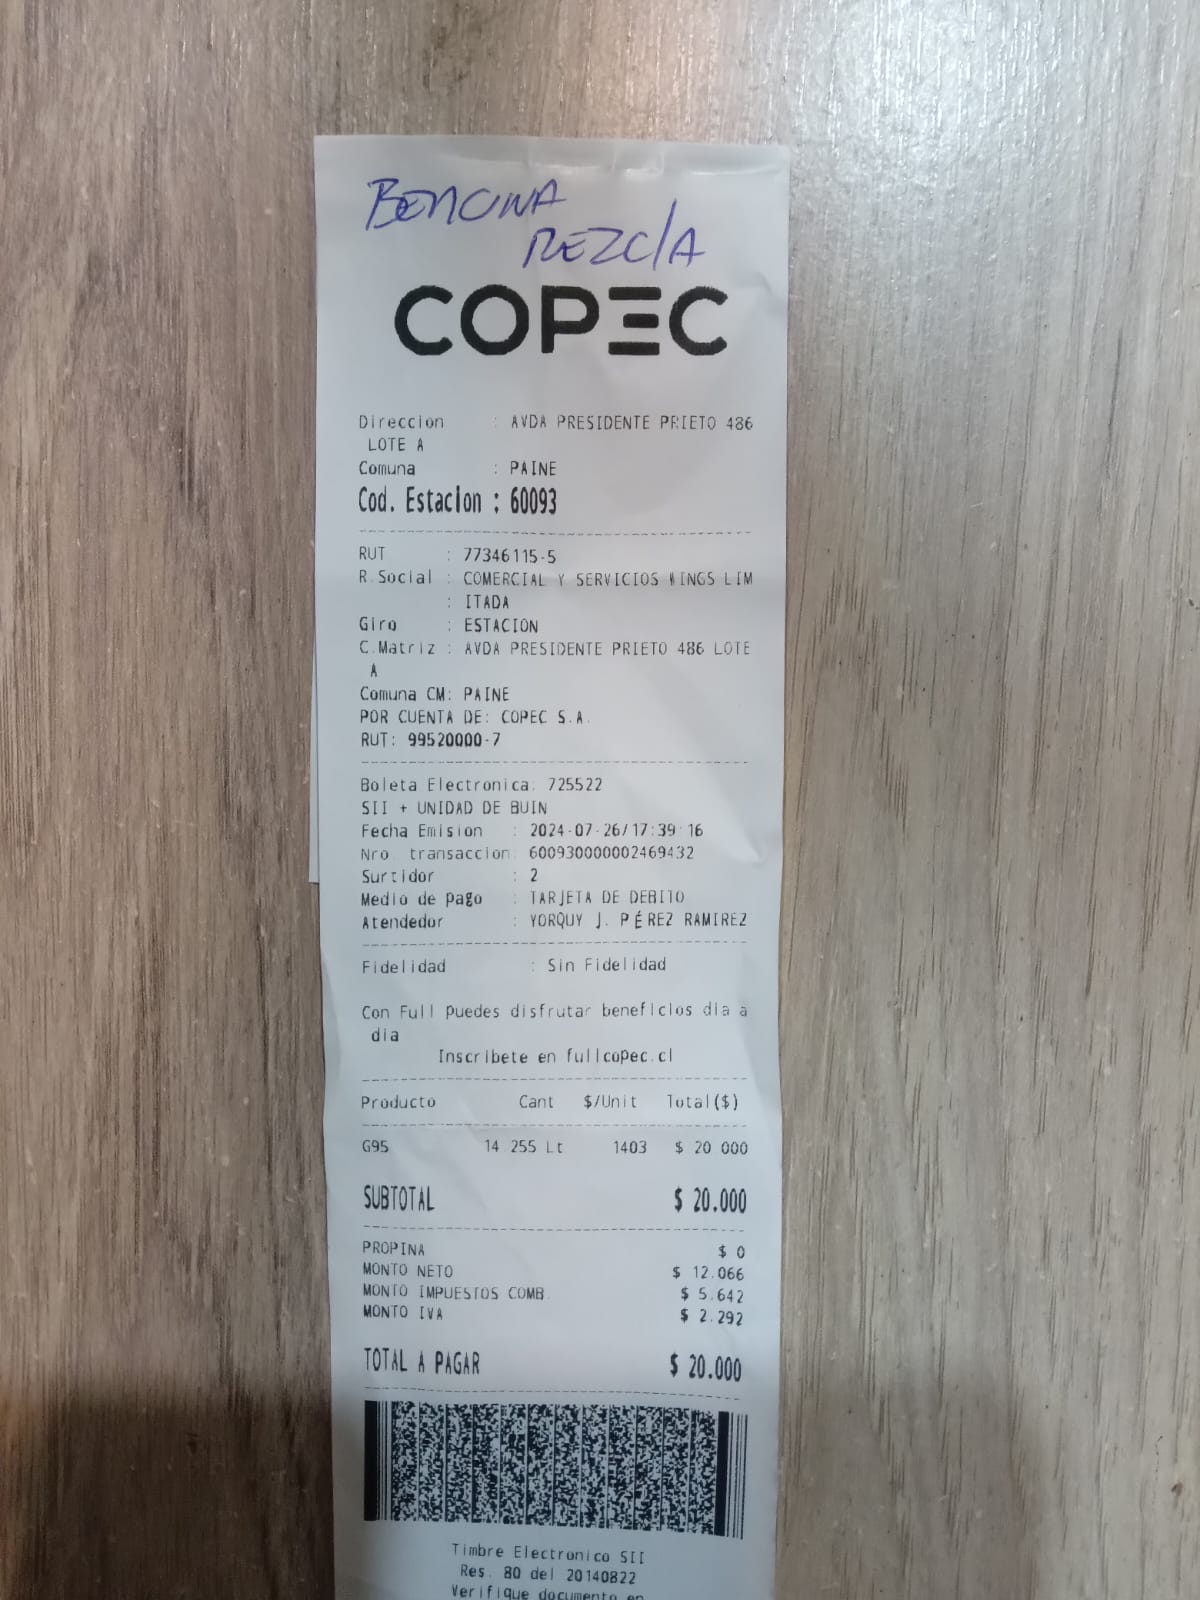 BENCINA
MEZCLA
COPEC
Direccion : AVDA PRESIDENTE PRIETO 486
LOTE A
Comuna : PAINE
Cod. Estacion : 60093
RUT : 77346115-5
R.Social : COMERCIAL Y SERVICIOS WINGS LIM
: ITADA
Giro : ESTACION
C.Matriz : AVDA PRESIDENTE PRIETO 486 LOTE
A
Comuna CM: PAINE
POR CUENTA DE: COPEC S.A.
RUT: 99520000-7
Boleta Electronica: 725522
SII + UNIDAD DE BUIN
Fecha Emision : 2024-07-26/17:39:16
Nro. transaccion: 600930000002469432
Surtidor : 2
Medio de pago : TARJETA DE DEBITO
Atendedor : YORQUY J. PÉREZ RAMIREZ
Fidelidad : Sin Fidelidad
Con Full puedes disfrutar beneficios dia a
dia
Inscribete en fullcopec.cl
Producto Cant $/Unit Total($)
G95 14.255 Lt 1403 $ 20.000
SUBTOTAL $ 20.000
PROPINA $ 0
MONTO NETO $ 12.066
MONTO IMPUESTOS COMB. $ 5.642
MONTO IVA $ 2.292
TOTAL A PAGAR $ 20.000
Timbre Electronico SII
Res. 80 del 20140822
Verifique documento en